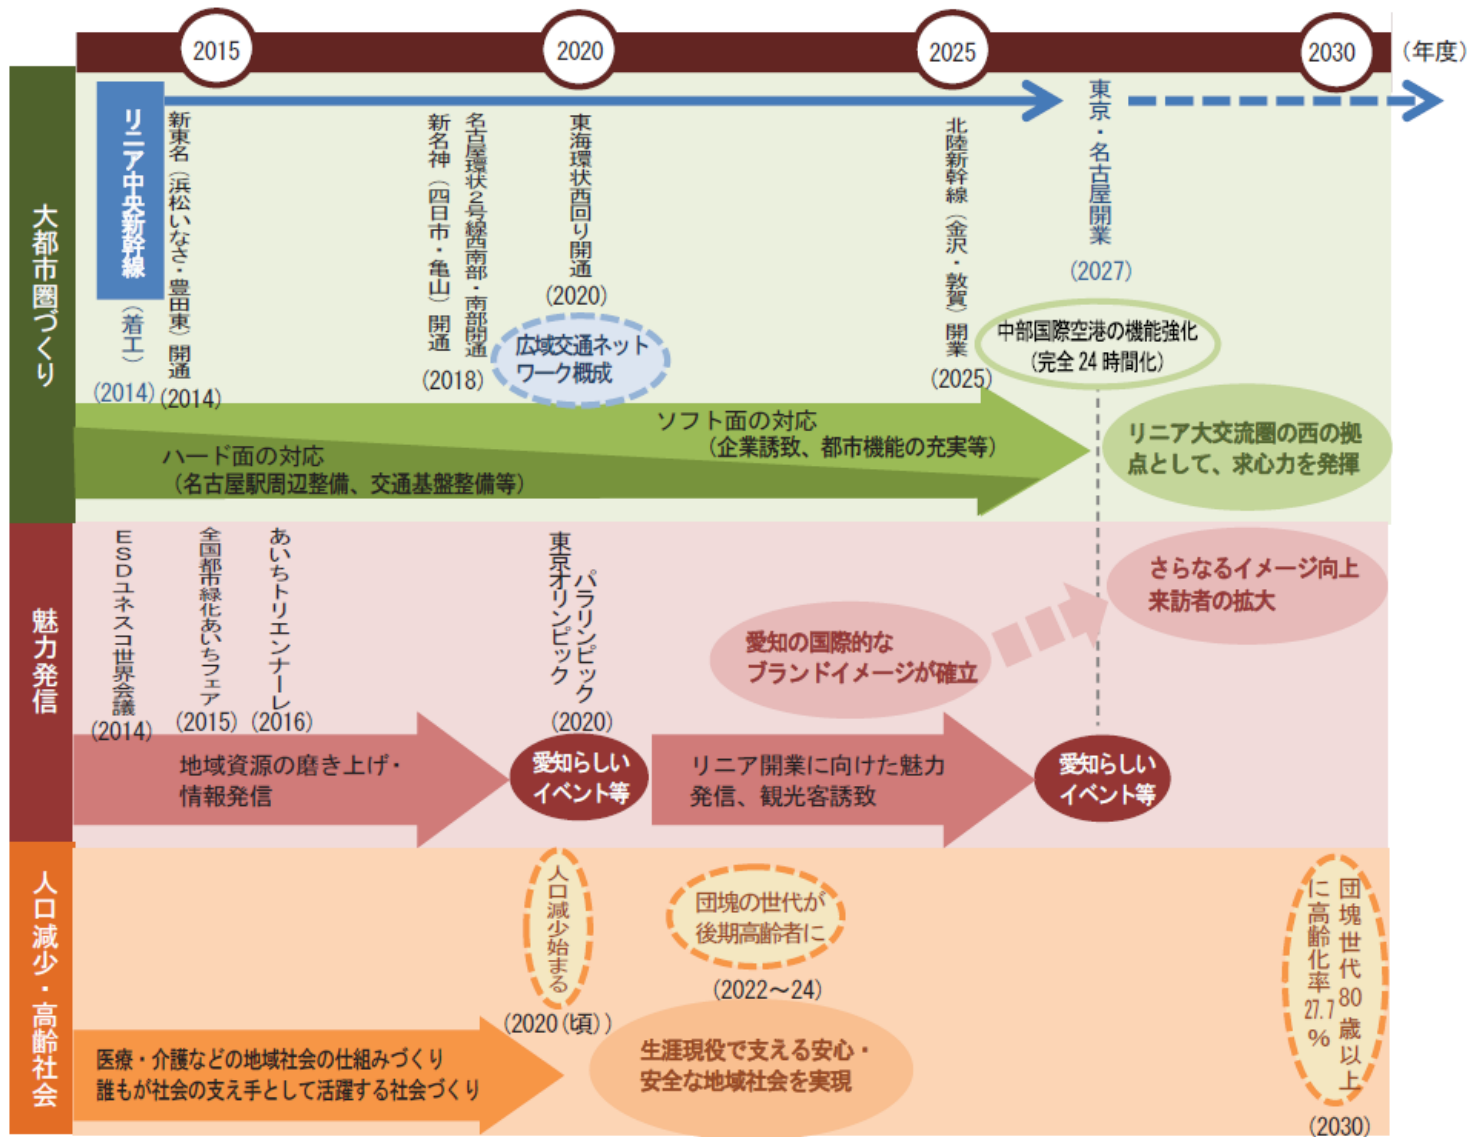 2015
2020
2025
2030
(年度)
大都市圏づくり
リニア中央新幹線
(着工)
(2014)
新東名(浜松いなさ・豊田東)開通
(2014)
新名神(四日市・亀山)開通
(2018)
名古屋環状2号線西南部・南部開通
東海環状西回り開通
(2020)
広域交通ネット
ワーク概成
北陸新幹線(金沢・敦賀)開業
(2025)
東京・名古屋開業
(2027)
中部国際空港の機能強化
(完全24時間化)
ソフト面の対応
(企業誘致、都市機能の充実等)
ハード面の対応
(名古屋駅周辺整備、交通基盤整備等)
リニア大交流圏の西の拠
点として、求心力を発揮
魅力発信
ESDユネスコ世界会議
(2014)
全国都市緑化あいちフェア
(2015)
あいちトリエンナーレ
(2016)
東京オリンピック
パラリンピック
(2020)
愛知の国際的な
ブランドイメージが確立
さらなるイメージ向上
来訪者の拡大
地域資源の磨き上げ・
情報発信
愛知らしい
イベント等
リニア開業に向けた魅力
発信、観光客誘致
愛知らしい
イベント等
人口減少・高齢社会
人口減少始まる
(2020(頃))
団塊の世代が
後期高齢者に
(2022～24)
団塊世代80歳以上
に高齢化率27.7%
(2030)
医療・介護などの地域社会の仕組みづくり
誰もが社会の支え手として活躍する社会づくり
生涯現役で支える安心・
安全な地域社会を実現